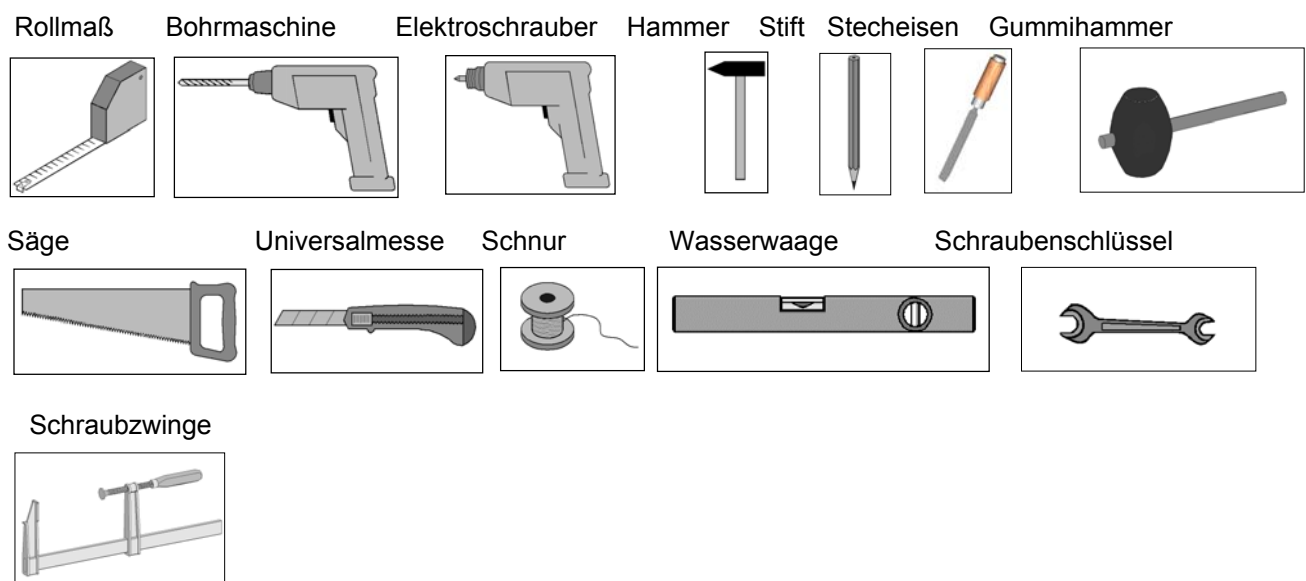 Rollmaß Bohrmaschine Elektroschrauber Hammer Stift Stecheisen Gummihammer
Säge Universalmesse Schnur Wasserwaage Schraubenschlüssel
Schraubzwinge